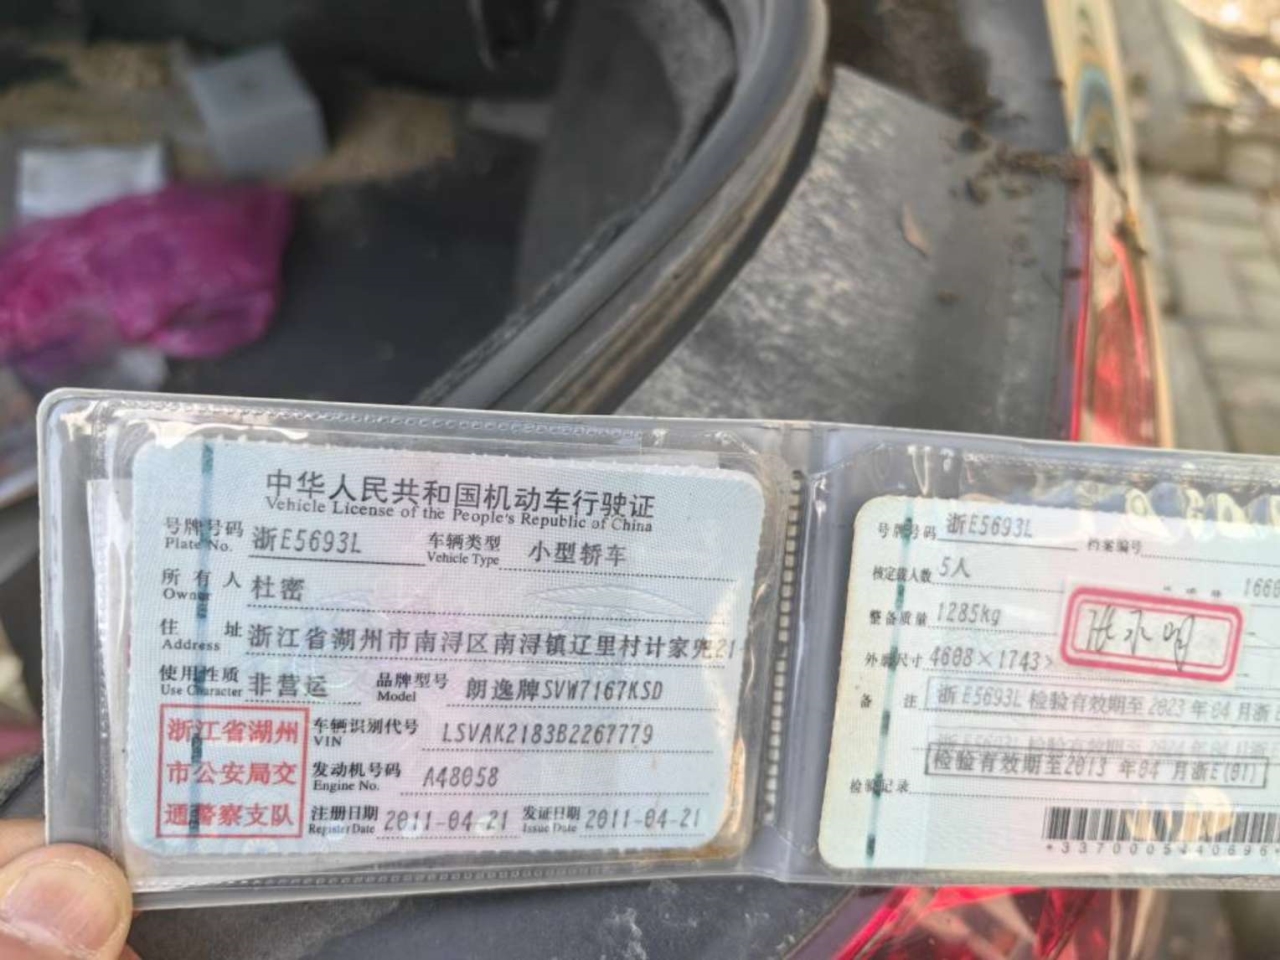 中华人民共和国机动车行驶证
Vehicle License of the People's Republic of China
号牌号码 浙E5693L 车辆类型 小型轿车
Plate No. Vehicle Type
所有人 杜密
Owner
住址 浙江省湖州市南浔区南浔镇辽里村计家兜21
Address
使用性质 非营运 品牌型号 朗逸牌SVW7167KSD
Use Character Model
浙江省湖州
市公安局交
通警察支队
车辆识别代号 LSVAK2183B2267779
VIN
发动机号码 A48058
Engine No.
注册日期 2011-04-21 发证日期 2011-04-21
Register Date Issue Date
号牌号码 浙E5693L 档案编号
核定载人数 5人
整备质量 1285kg
外廓尺寸 4608×1743×
备注 浙E5693L 检验有效期至2023年04月浙E
检验有效期至2013 年04 月浙E(01)
检验记录